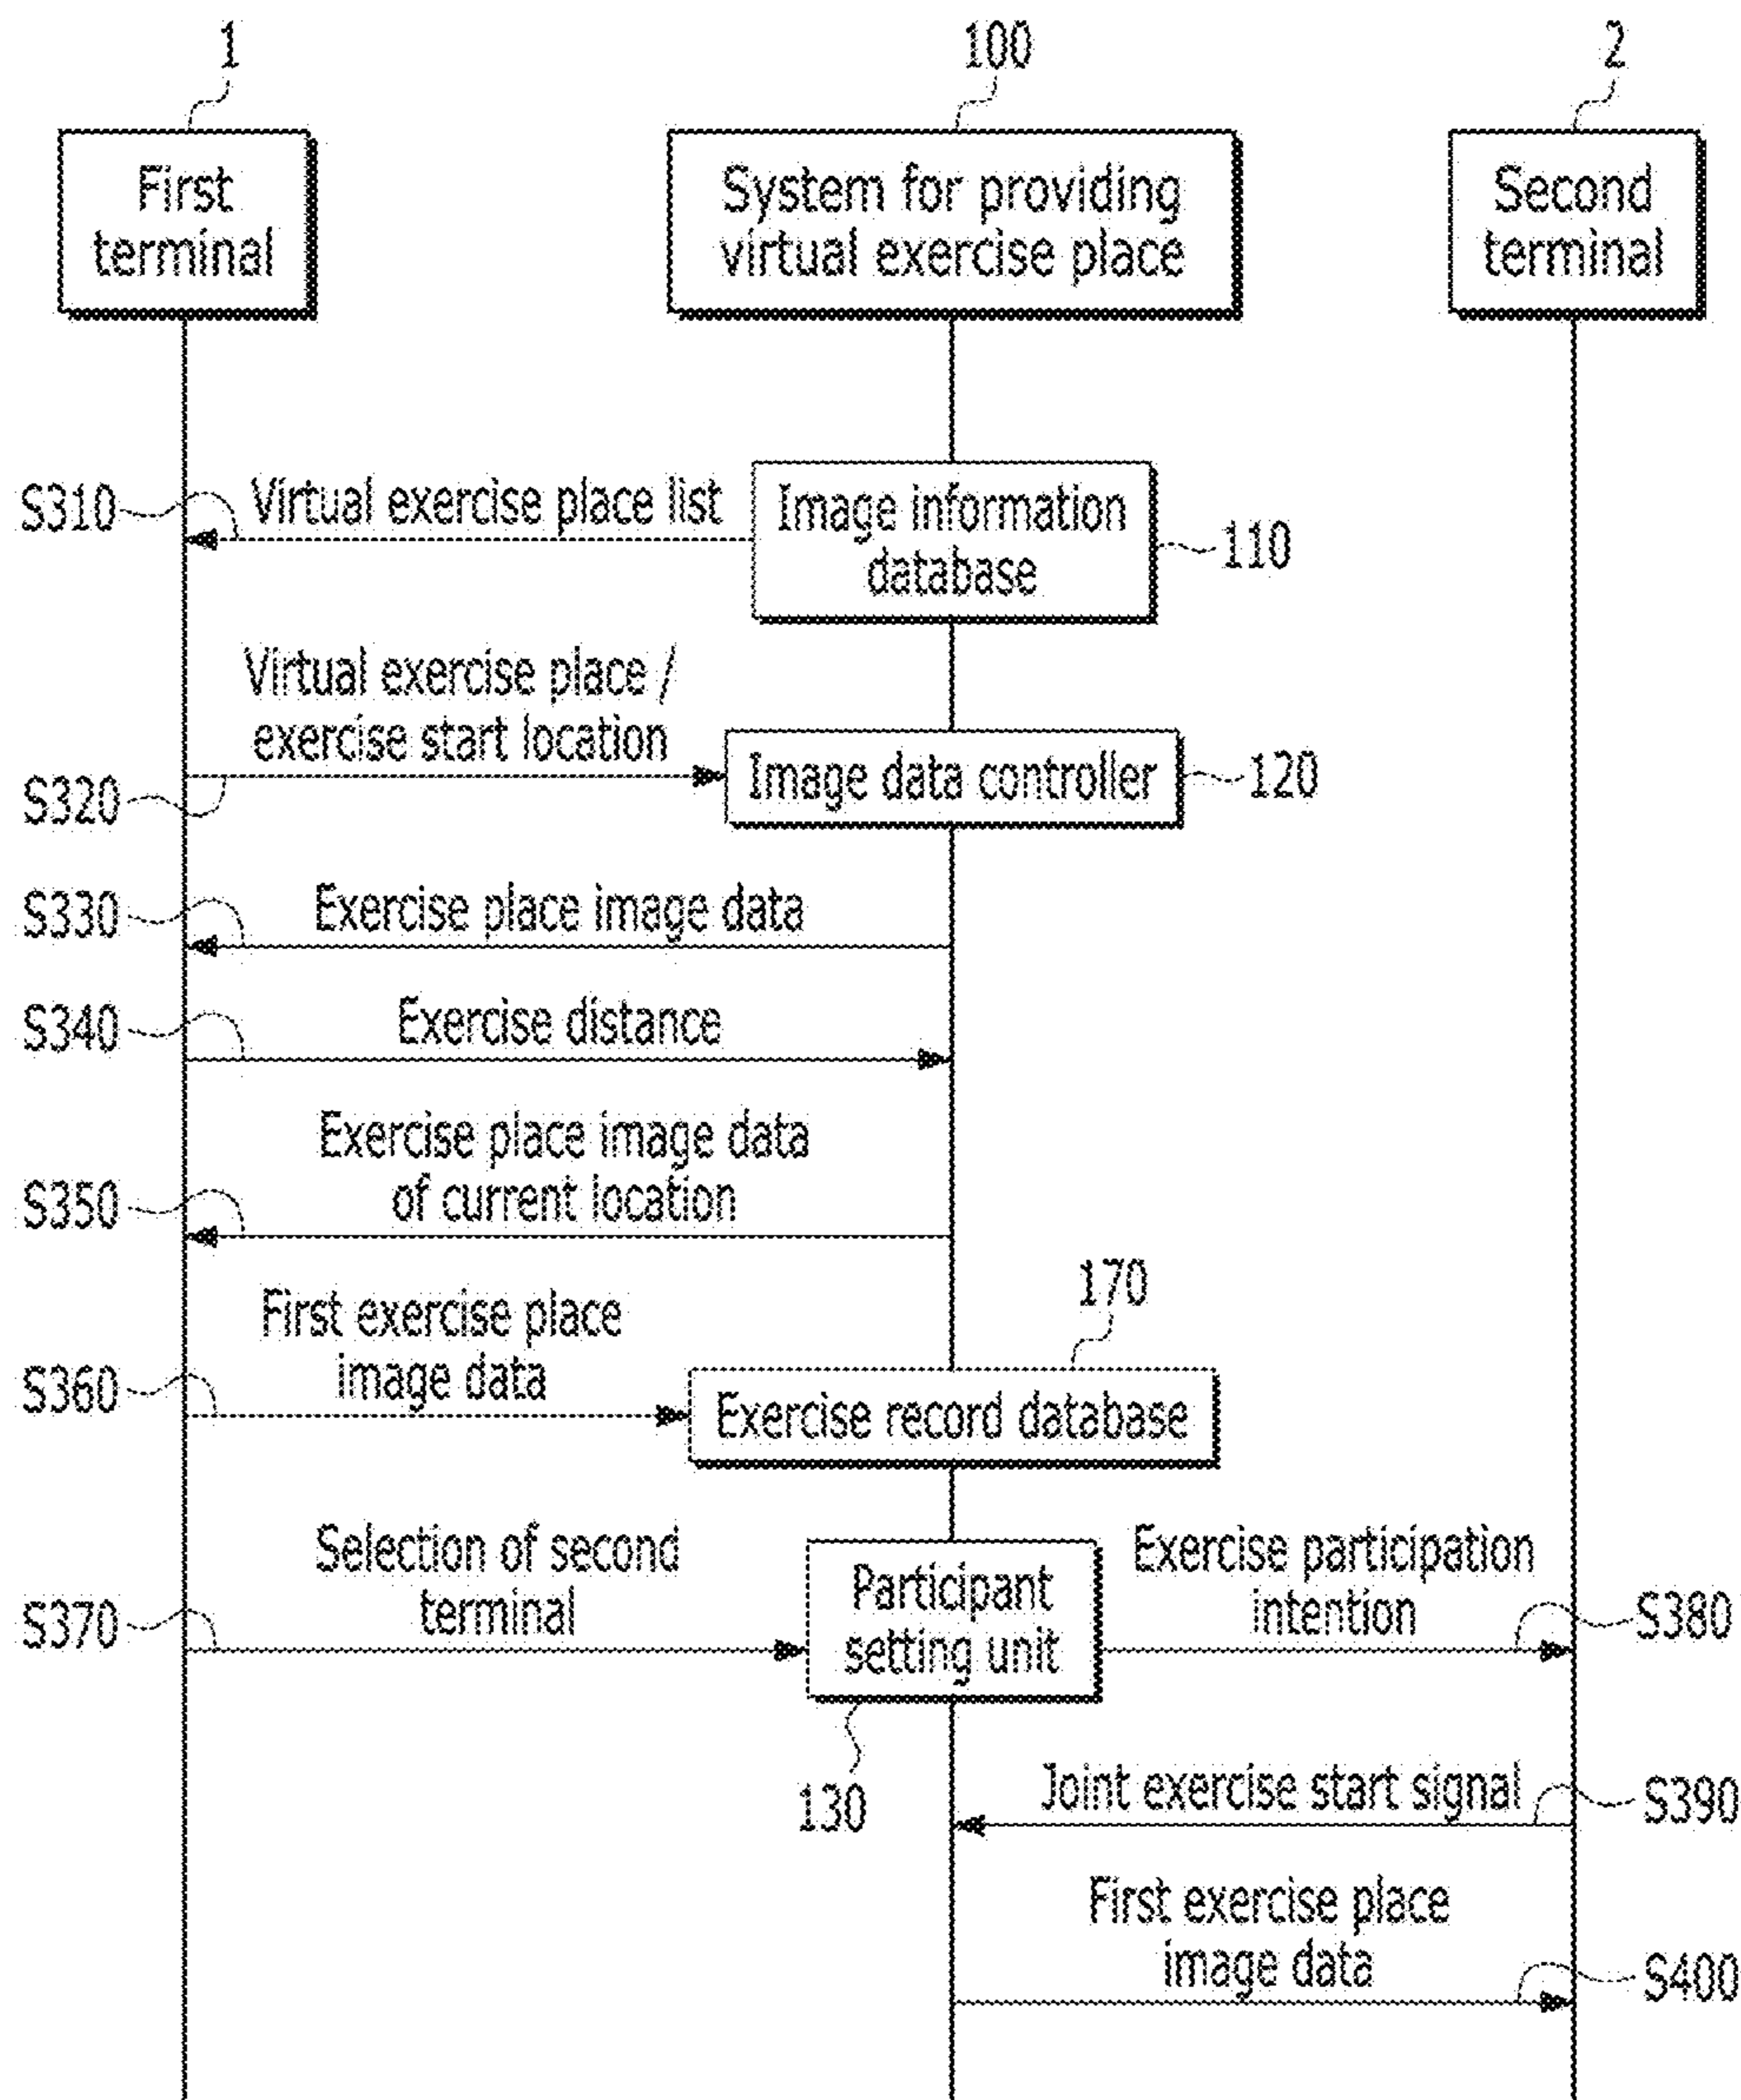 1
100
2
First
terminal
System for providing
virtual exercise place
Second
terminal
S310
Virtual exercise place list
Image information
database
110
Virtual exercise place /
exercise start location
S320
Image data controller
120
S330
Exercise place image data
S340
Exercise distance
Exercise place image data
of current location
S350
170
First exercise place
image data
S360
Exercise record database
Selection of second
terminal
S370
Participant
setting unit
Exercise participation
intention
S380
130
Joint exercise start signal
S390
First exercise place
image data
S400